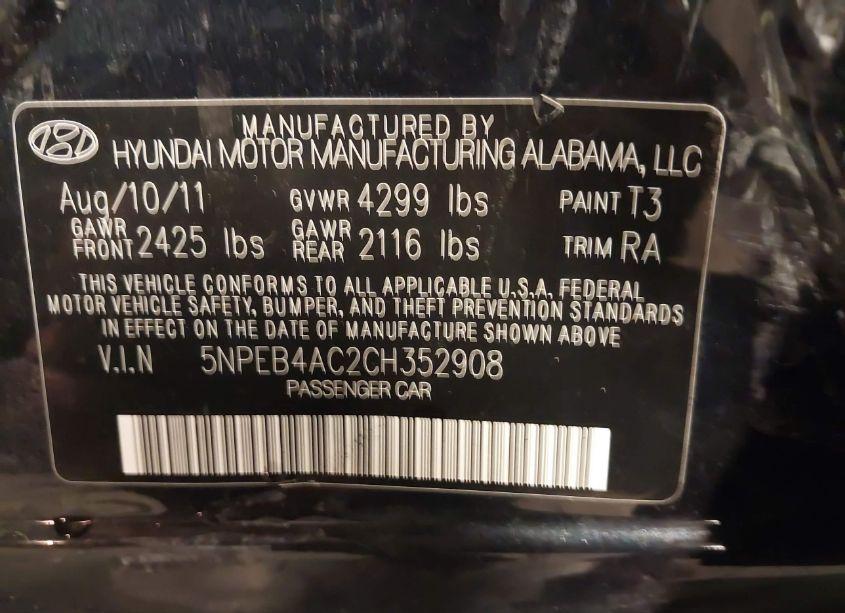 MANUFACTURED BY
HYUNDAI MOTOR MANUFACTURING ALABAMA, LLC
Aug/10/11 GVWR 4299 lbs PAINT T3
GAWR FRONT 2425 lbs GAWR REAR 2116 lbs TRIM RA
THIS VEHICLE CONFORMS TO ALL APPLICABLE U.S.A. FEDERAL
MOTOR VEHICLE SAFETY, BUMPER, AND THEFT PREVENTION STANDARDS
IN EFFECT ON THE DATE OF MANUFACTURE SHOWN ABOVE
V.I.N 5NPEB4AC2CH352908
PASSENGER CAR